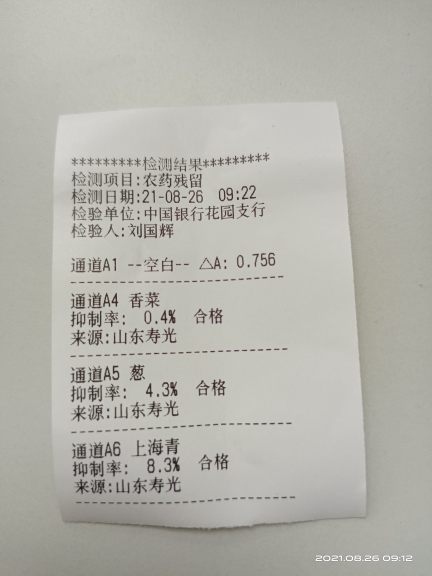 *********检测结果*********
检测项目:农药残留
检测日期:21-08-26 09:22
检验单位:中国银行花园支行
检验人:刘国辉
通道A1 --空白-- △A: 0.756
通道A4 香菜
抑制率: 0.4% 合格
来源:山东寿光
通道A5 葱
抑制率: 4.3% 合格
来源:山东寿光
通道A6 上海青
抑制率: 8.3% 合格
来源:山东寿光
2021.08.26 09:12